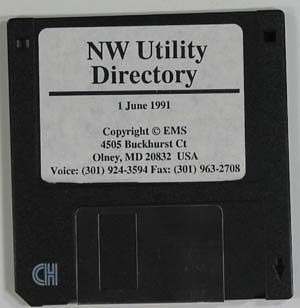 NW Utility
Directory
1 June 1991
Copyright © EMS
4505 Buckhurst Ct
Olney, MD 20832 USA
Voice: (301) 924-3594 Fax: (301) 963-2708
CH